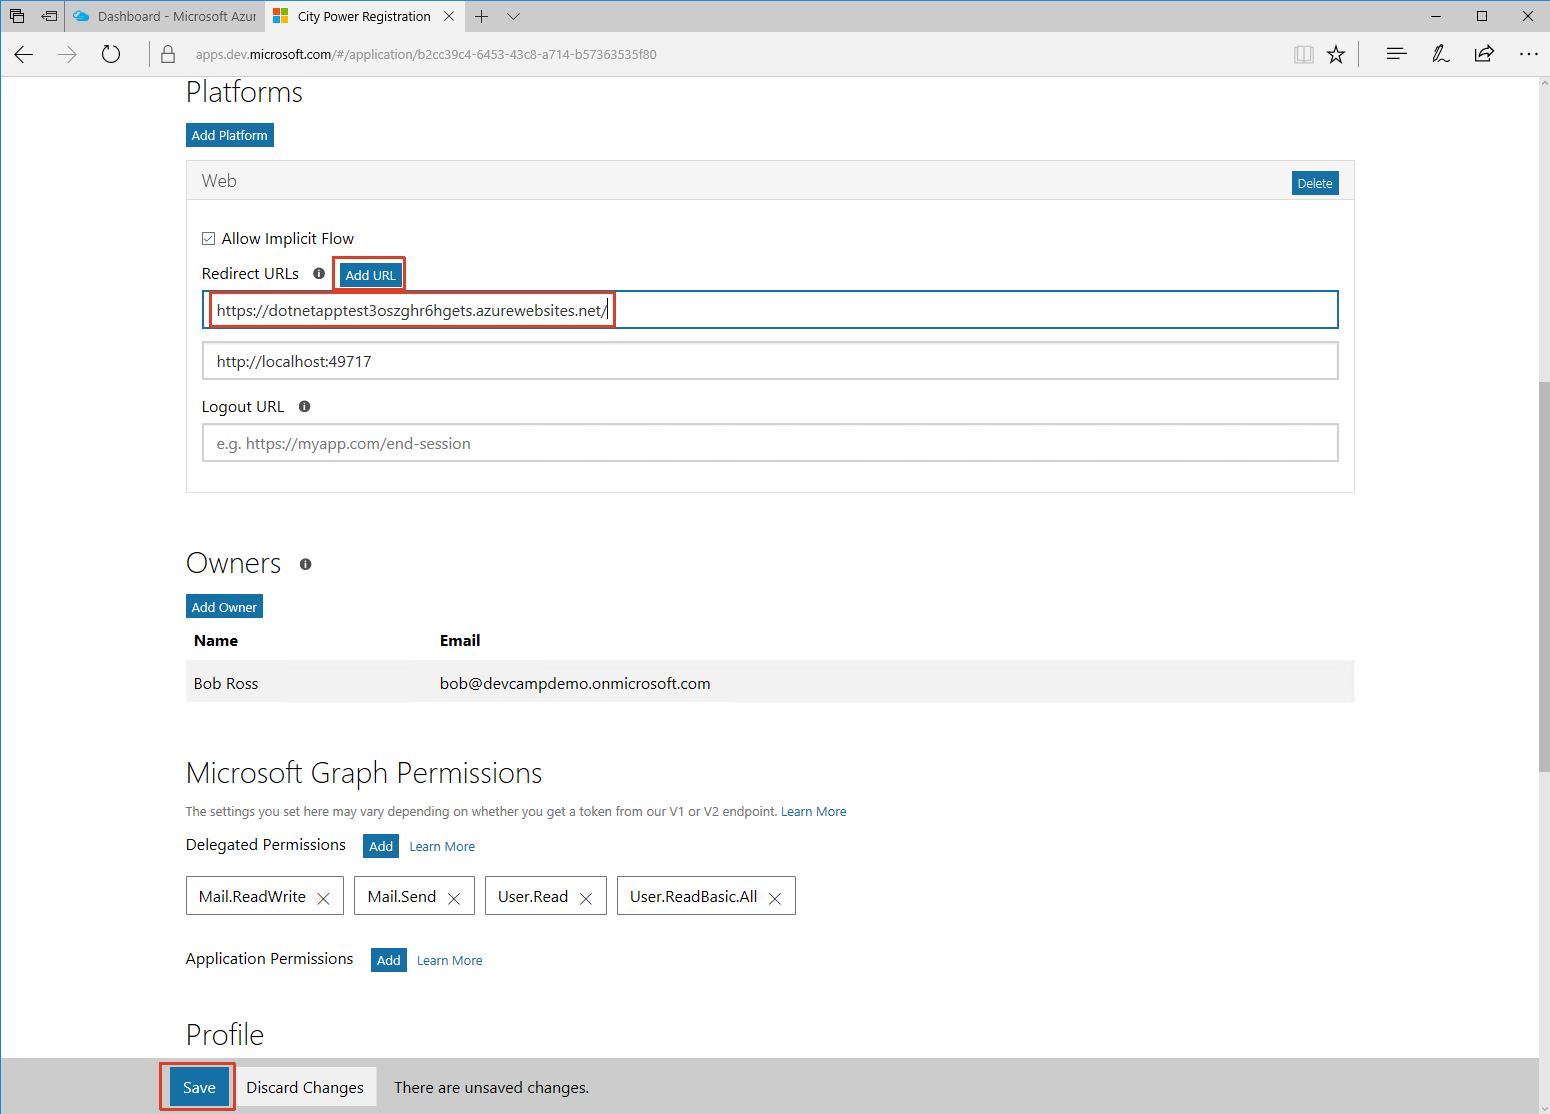 Dashboard - Microsoft Azur
City Power Registration
apps.dev.microsoft.com/#/application/b2cc39c4-6453-43c8-a714-b57363535f80
Platforms
Add Platform
Web
Delete
Allow Implicit Flow
Redirect URLs
Add URL
https://dotnetapptest3oszghr6hgets.azurewebsites.net/
http://localhost:49717
Logout URL
e.g. https://myapp.com/end-session
Owners
Add Owner
Name Email
Bob Ross bob@devcampdemo.onmicrosoft.com
Microsoft Graph Permissions
The settings you set here may vary depending on whether you get a token from our V1 or V2 endpoint. Learn More
Delegated Permissions Add Learn More
Mail.ReadWrite Mail.Send User.Read User.ReadBasic.All
Application Permissions Add Learn More
Profile
Save Discard Changes There are unsaved changes.